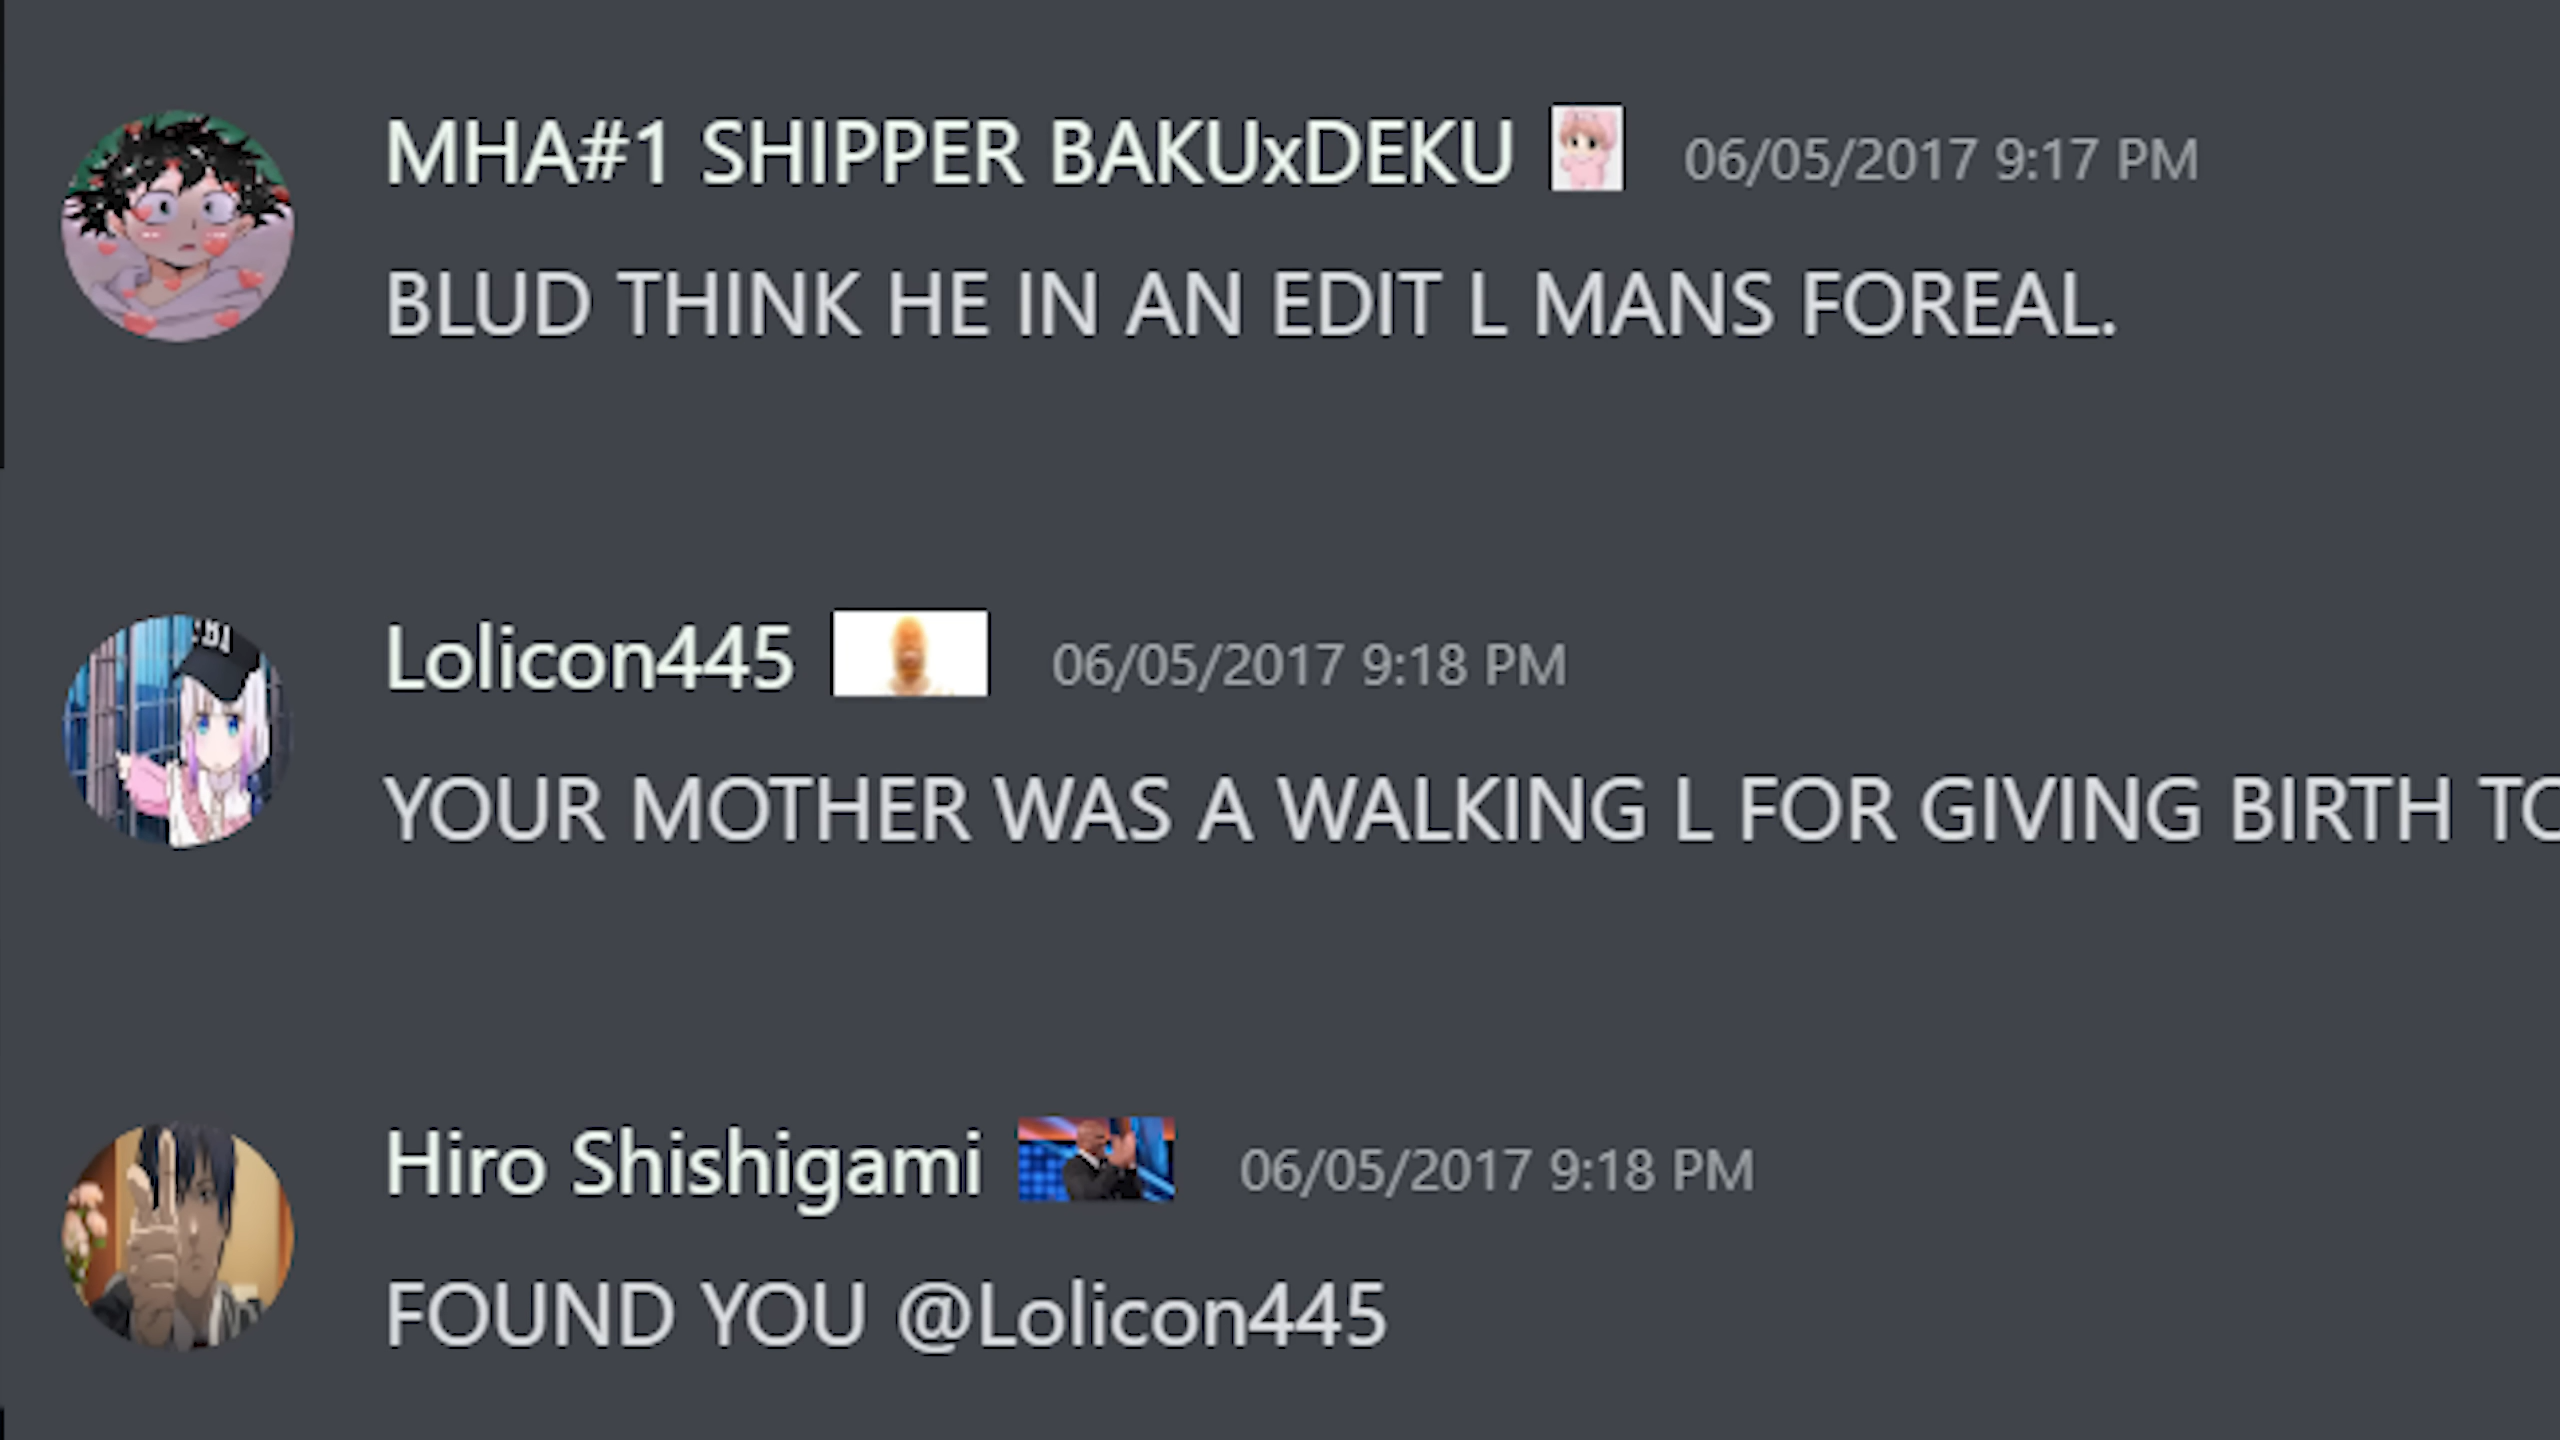 MHA#1 SHIPPER BAKUxDEKU 06/05/2017 9:17 PM
BLUD THINK HE IN AN EDIT L MANS FOREAL.
Lolicon445 06/05/2017 9:18 PM
YOUR MOTHER WAS A WALKING L FOR GIVING BIRTH TO
Hiro Shishigami 06/05/2017 9:18 PM
FOUND YOU @Lolicon445